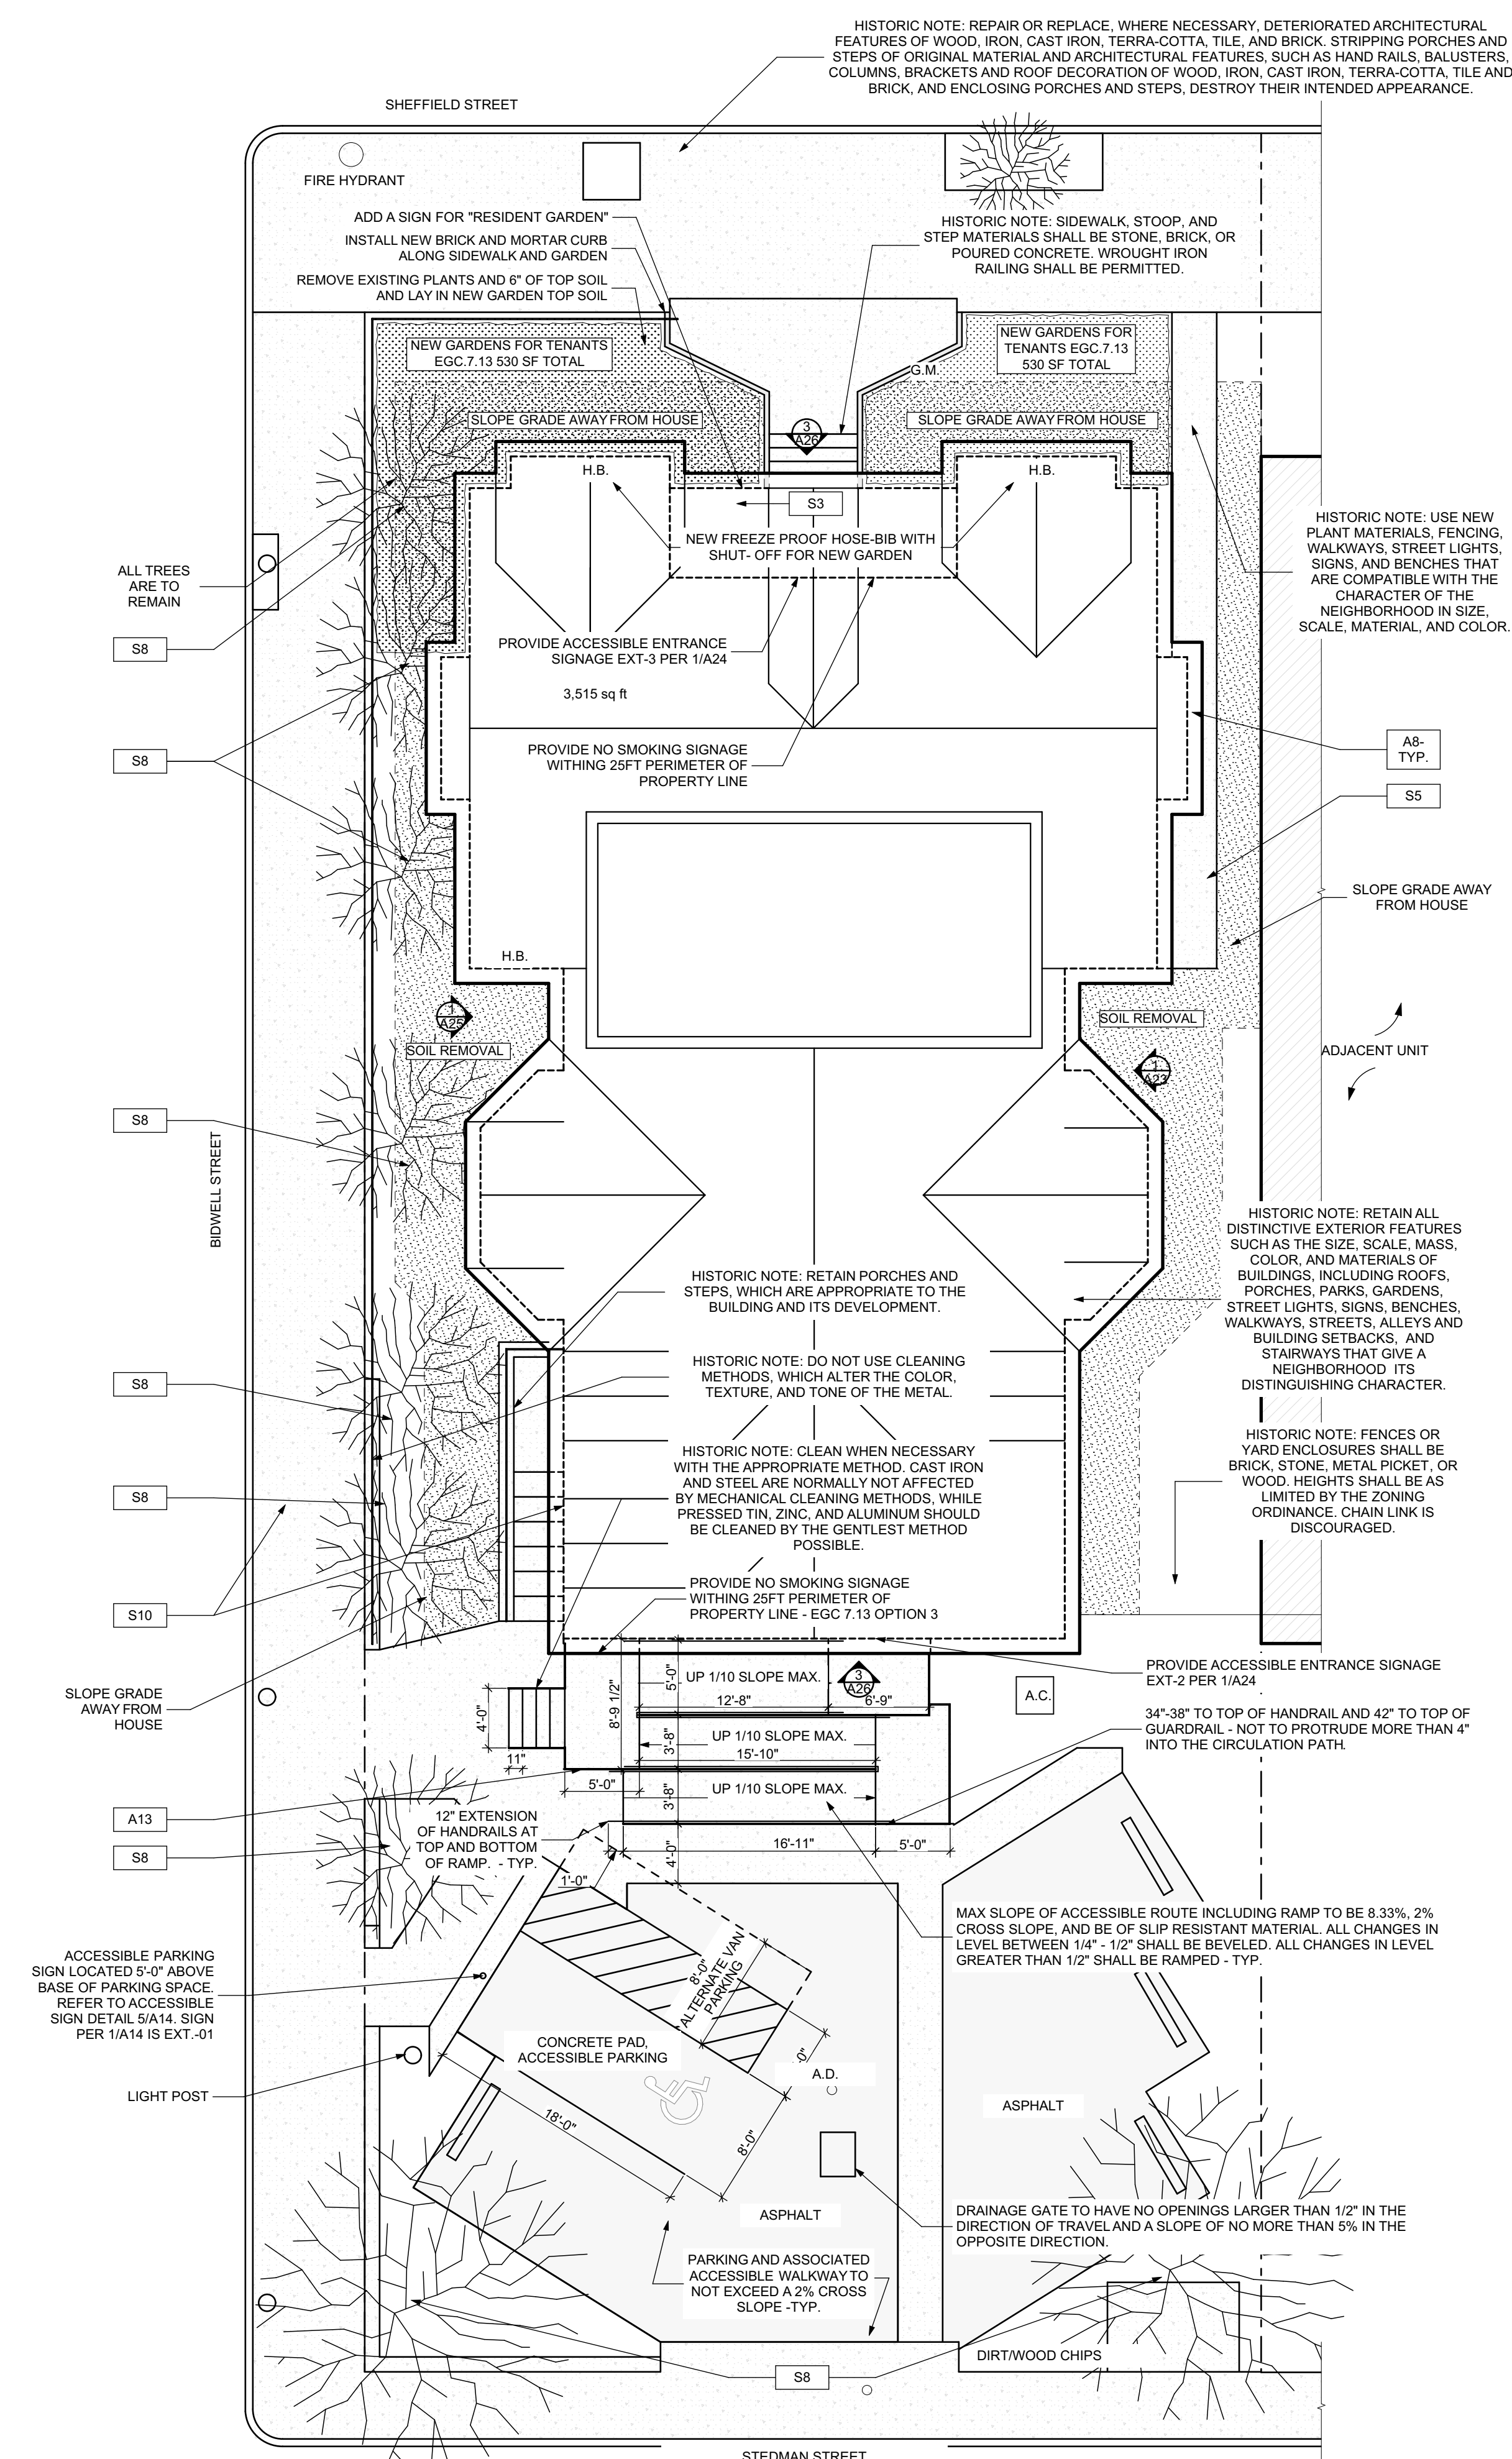 HISTORIC NOTE: REPAIR OR REPLACE, WHERE NECESSARY, DETERIORATED ARCHITECTURAL
FEATURES OF WOOD, IRON, CAST IRON, TERRA-COTTA, TILE, AND BRICK. STRIPPING PORCHES AND
STEPS OF ORIGINAL MATERIAL AND ARCHITECTURAL FEATURES, SUCH AS HAND RAILS, BALUSTERS,
COLUMNS, BRACKETS AND ROOF DECORATION OF WOOD, IRON, CAST IRON, TERRA-COTTA, TILE AND
BRICK, AND ENCLOSING PORCHES AND STEPS, DESTROY THEIR INTENDED APPEARANCE.
SHEFFIELD STREET
FIRE HYDRANT
ADD A SIGN FOR "RESIDENT GARDEN"
INSTALL NEW BRICK AND MORTAR CURB
ALONG SIDEWALK AND GARDEN
REMOVE EXISTING PLANTS AND 6" OF TOP SOIL
AND LAY IN NEW GARDEN TOP SOIL
HISTORIC NOTE: SIDEWALK, STOOP, AND
STEP MATERIALS SHALL BE STONE, BRICK, OR
POURED CONCRETE. WROUGHT IRON
RAILING SHALL BE PERMITTED.
NEW GARDENS FOR TENANTS
EGC.7.13 530 SF TOTAL
NEW GARDENS FOR
TENANTS EGC.7.13
530 SF TOTAL
G.M.
SLOPE GRADE AWAY FROM HOUSE
SLOPE GRADE AWAY FROM HOUSE
3
A26
H.B.
H.B.
S3
NEW FREEZE PROOF HOSE-BIB WITH
SHUT- OFF FOR NEW GARDEN
HISTORIC NOTE: USE NEW
PLANT MATERIALS, FENCING,
WALKWAYS, STREET LIGHTS,
SIGNS, AND BENCHES THAT
ARE COMPATIBLE WITH THE
CHARACTER OF THE
NEIGHBORHOOD IN SIZE,
SCALE, MATERIAL, AND COLOR.
ALL TREES
ARE TO
REMAIN
S8
PROVIDE ACCESSIBLE ENTRANCE
SIGNAGE EXT-3 PER 1/A24
3,515 sq ft
S8
PROVIDE NO SMOKING SIGNAGE
WITHING 25FT PERIMETER OF
PROPERTY LINE
A8-
TYP.
S5
SLOPE GRADE AWAY
FROM HOUSE
H.B.
1
A25
SOIL REMOVAL
SOIL REMOVAL
1
A23
ADJACENT UNIT
S8
BIDWELL STREET
HISTORIC NOTE: RETAIN ALL
DISTINCTIVE EXTERIOR FEATURES
SUCH AS THE SIZE, SCALE, MASS,
COLOR, AND MATERIALS OF
BUILDINGS, INCLUDING ROOFS,
PORCHES, PARKS, GARDENS,
STREET LIGHTS, SIGNS, BENCHES,
WALKWAYS, STREETS, ALLEYS AND
BUILDING SETBACKS, AND
STAIRWAYS THAT GIVE A
NEIGHBORHOOD ITS
DISTINGUISHING CHARACTER.
HISTORIC NOTE: RETAIN PORCHES AND
STEPS, WHICH ARE APPROPRIATE TO THE
BUILDING AND ITS DEVELOPMENT.
S8
HISTORIC NOTE: DO NOT USE CLEANING
METHODS, WHICH ALTER THE COLOR,
TEXTURE, AND TONE OF THE METAL.
HISTORIC NOTE: FENCES OR
YARD ENCLOSURES SHALL BE
BRICK, STONE, METAL PICKET, OR
WOOD. HEIGHTS SHALL BE AS
LIMITED BY THE ZONING
ORDINANCE. CHAIN LINK IS
DISCOURAGED.
HISTORIC NOTE: CLEAN WHEN NECESSARY
WITH THE APPROPRIATE METHOD. CAST IRON
AND STEEL ARE NORMALLY NOT AFFECTED
BY MECHANICAL CLEANING METHODS, WHILE
PRESSED TIN, ZINC, AND ALUMINUM SHOULD
BE CLEANED BY THE GENTLEST METHOD
POSSIBLE.
S8
PROVIDE NO SMOKING SIGNAGE
WITHING 25FT PERIMETER OF
PROPERTY LINE - EGC 7.13 OPTION 3
S10
SLOPE GRADE
AWAY FROM
HOUSE
PROVIDE ACCESSIBLE ENTRANCE SIGNAGE
EXT-2 PER 1/A24
A.C.
UP 1/10 SLOPE MAX.
3
A26
5'-0"
12'-8"
6'-9"
4'-0"
8'-9 1/2"
34"-38" TO TOP OF HANDRAIL AND 42" TO TOP OF
GUARDRAIL - NOT TO PROTRUDE MORE THAN 4"
INTO THE CIRCULATION PATH.
UP 1/10 SLOPE MAX.
3'-8"
15'-10"
11"
5'-0"
UP 1/10 SLOPE MAX.
3'-8"
A13
S8
12" EXTENSION
OF HANDRAILS AT
TOP AND BOTTOM
OF RAMP. - TYP.
16'-11"
5'-0"
4'-0"
1'-0"
MAX SLOPE OF ACCESSIBLE ROUTE INCLUDING RAMP TO BE 8.33%, 2%
CROSS SLOPE, AND BE OF SLIP RESISTANT MATERIAL. ALL CHANGES IN
LEVEL BETWEEN 1/4" - 1/2" SHALL BE BEVELED. ALL CHANGES IN LEVEL
GREATER THAN 1/2" SHALL BE RAMPED - TYP.
ACCESSIBLE PARKING
SIGN LOCATED 5'-0" ABOVE
BASE OF PARKING SPACE.
REFER TO ACCESSIBLE
SIGN DETAIL 5/A14. SIGN
PER 1/A14 IS EXT.-01
8'-0"
ALTERNATE VAN
PARKING
CONCRETE PAD,
ACCESSIBLE PARKING
A.D.
LIGHT POST
18'-0"
8'-0"
ASPHALT
ASPHALT
DRAINAGE GATE TO HAVE NO OPENINGS LARGER THAN 1/2" IN THE
DIRECTION OF TRAVEL AND A SLOPE OF NO MORE THAN 5% IN THE
OPPOSITE DIRECTION.
PARKING AND ASSOCIATED
ACCESSIBLE WALKWAY TO
NOT EXCEED A 2% CROSS
SLOPE -TYP.
DIRT/WOOD CHIPS
S8
STEDMAN STREET